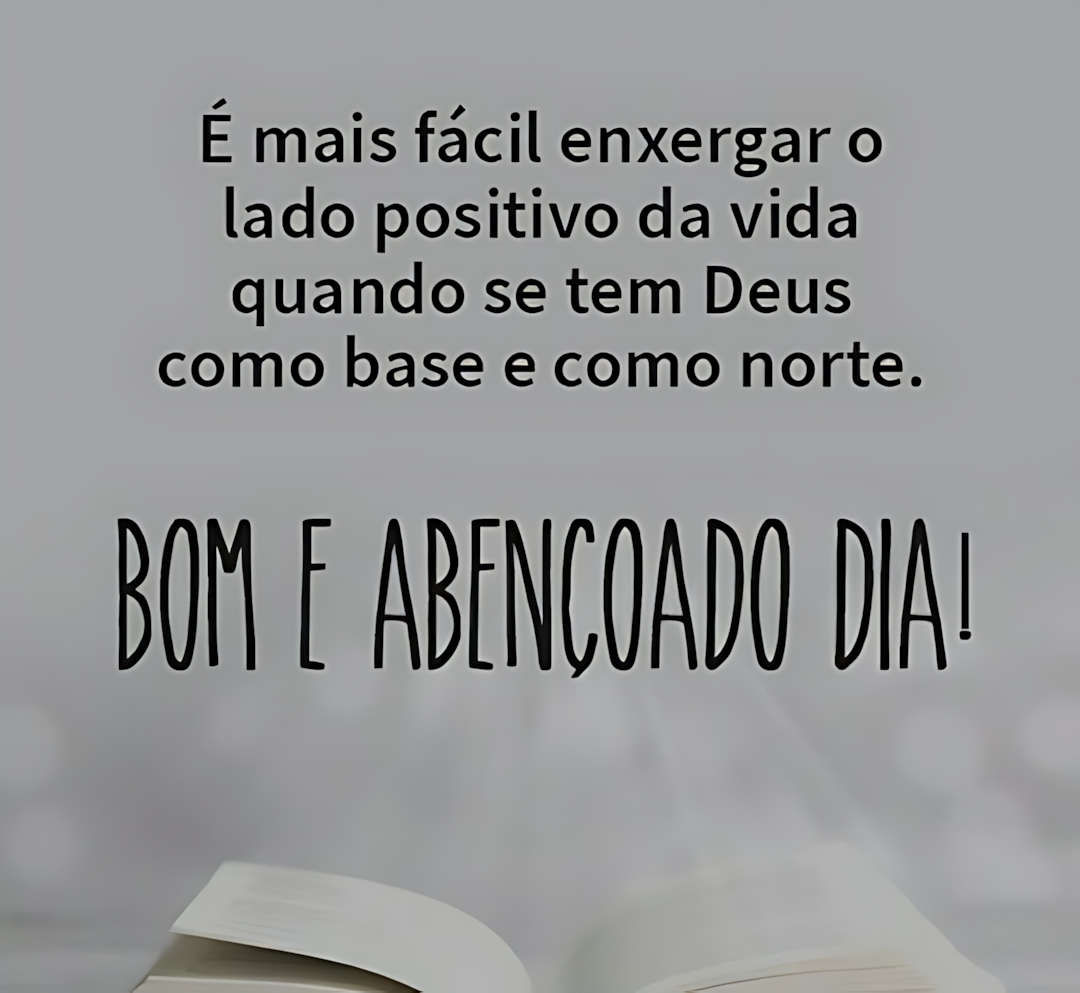 É mais fácil enxergar o
lado positivo da vida
quando se tem Deus
como base e como norte.
BOM E ABENÇOADO DIA!